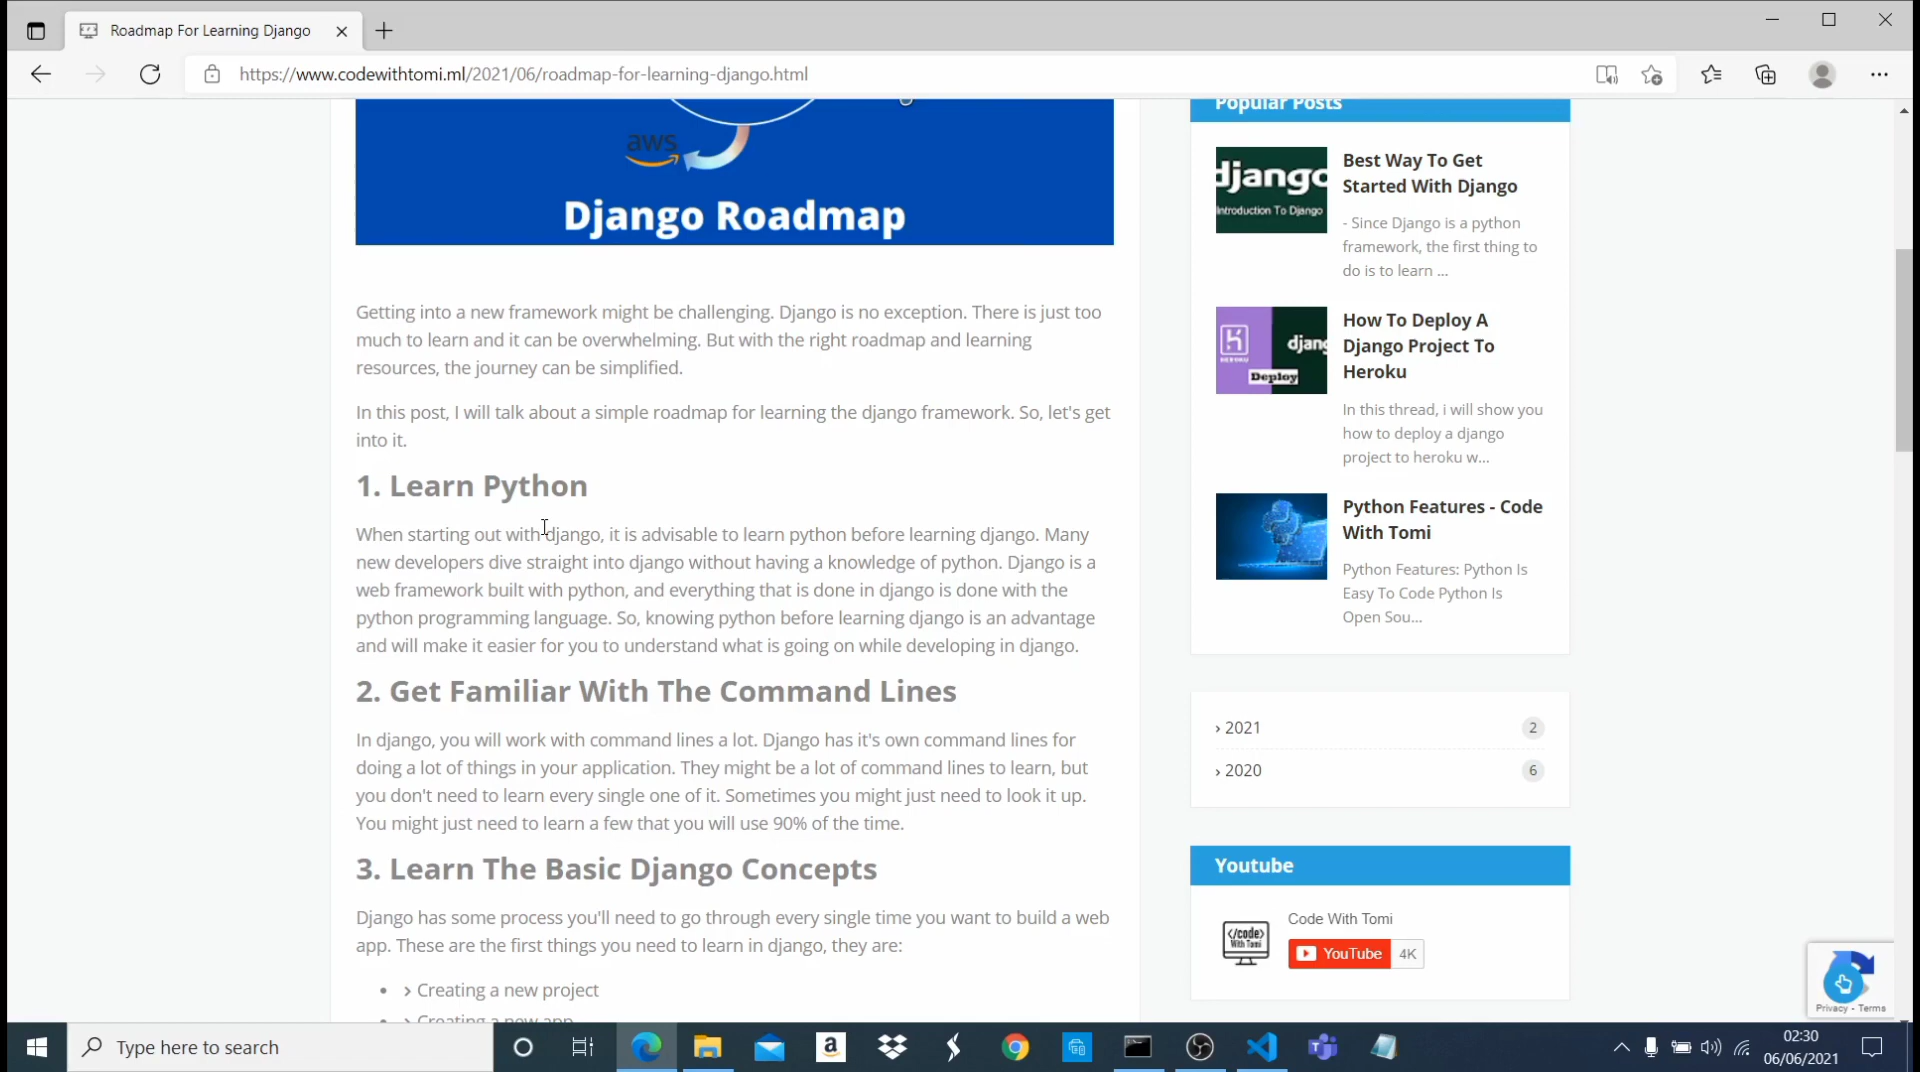 Roadmap For Learning Django
https://www.codewithtomi.ml/2021/06/roadmap-for-learning-django.html
aws
Django Roadmap
Getting into a new framework might be challenging. Django is no exception. There is just too
much to learn and it can be overwhelming. But with the right roadmap and learning
resources, the journey can be simplified.
In this post, I will talk about a simple roadmap for learning the django framework. So, let's get
into it.
1. Learn Python
When starting out with django, it is advisable to learn python before learning django. Many
new developers dive straight into django without having a knowledge of python. Django is a
web framework built with python, and everything that is done in django is done with the
python programming language. So, knowing python before learning django is an advantage
and will make it easier for you to understand what is going on while developing in django.
2. Get Familiar With The Command Lines
In django, you will work with command lines a lot. Django has it's own command lines for
doing a lot of things in your application. They might be a lot of command lines to learn, but
you don't need to learn every single one of it. Sometimes you might just need to look it up.
You might just need to learn a few that you will use 90% of the time.
3. Learn The Basic Django Concepts
Django has some process you'll need to go through every single time you want to build a web
app. These are the first things you need to learn in django, they are:
• › Creating a new project
• › Creating a new app
Popular Posts
django
Introduction To Django
Best Way To Get
Started With Django
- Since Django is a python
framework, the first thing to
do is to learn ...
HEROKU
djang
Deploy
How To Deploy A
Django Project To
Heroku
In this thread, i will show you
how to deploy a django
project to heroku w...
Python Features - Code
With Tomi
Python Features: Python Is
Easy To Code Python Is
Open Sou...
› 2021 2
› 2020 6
Youtube
</code>
With Tomi
Code With Tomi
YouTube 4K
Privacy - Terms
Type here to search
a
02:30
06/06/2021